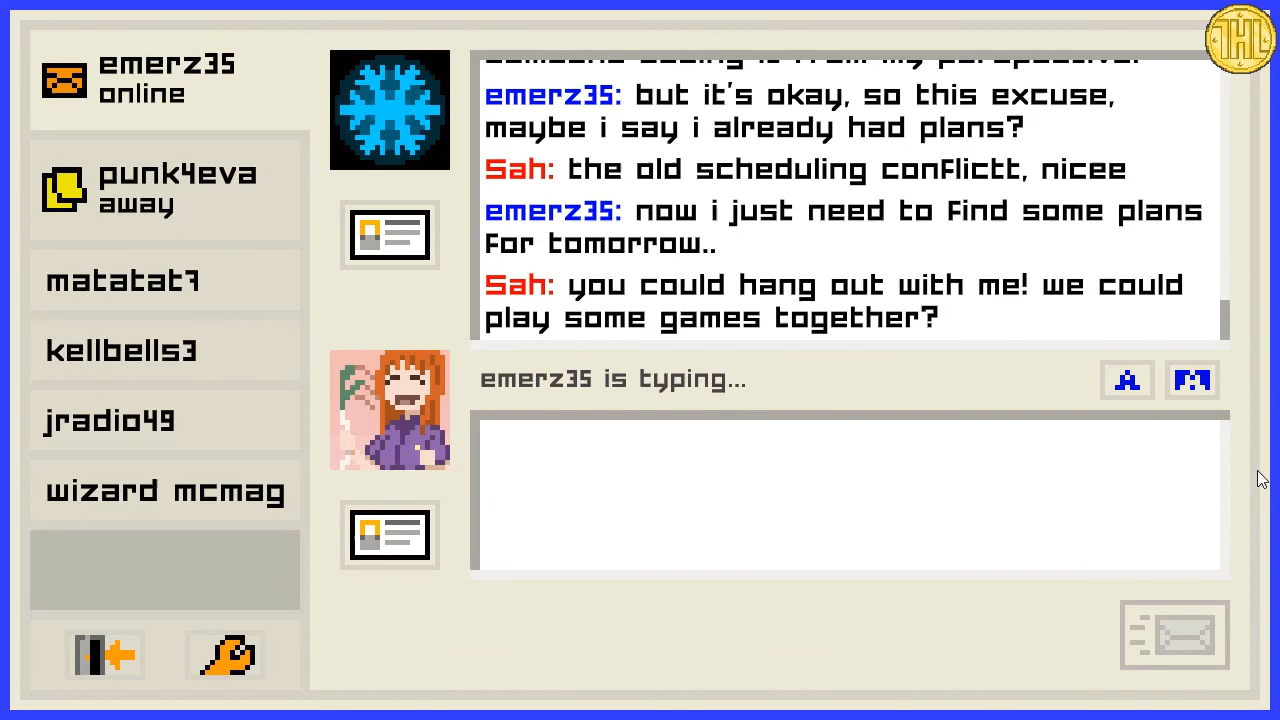 emerz35
online
punk4eva
away
matatat7
kellbells3
jradio49
wizard mcmag
emerz35: but it's okay, so this excuse,
maybe i say i already had plans?
Sah: the old scheduling conflictt, nicee
emerz35: now i just need to find some plans
for tomorrow..
Sah: you could hang out with me! we could
play some games together?
emerz35 is typing...
A
THL